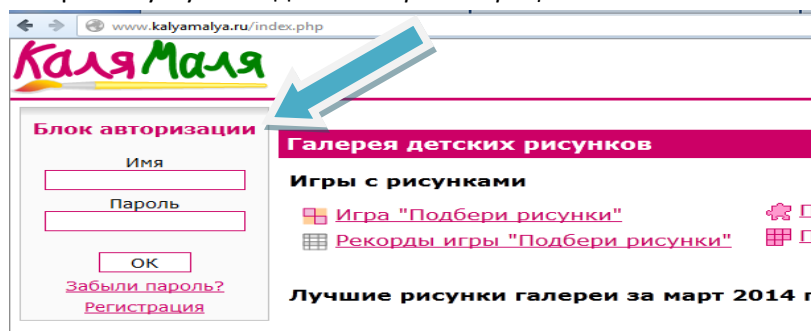 www.kalyamalya.ru/index.php
КаляМаля
Блок авторизации
Имя
Пароль
OK
Забыли пароль?
Регистрация
Галерея детских рисунков
Игры с рисунками
Игра "Подбери рисунки"
Рекорды игры "Подбери рисунки"
Лучшие рисунки галереи за март 2014